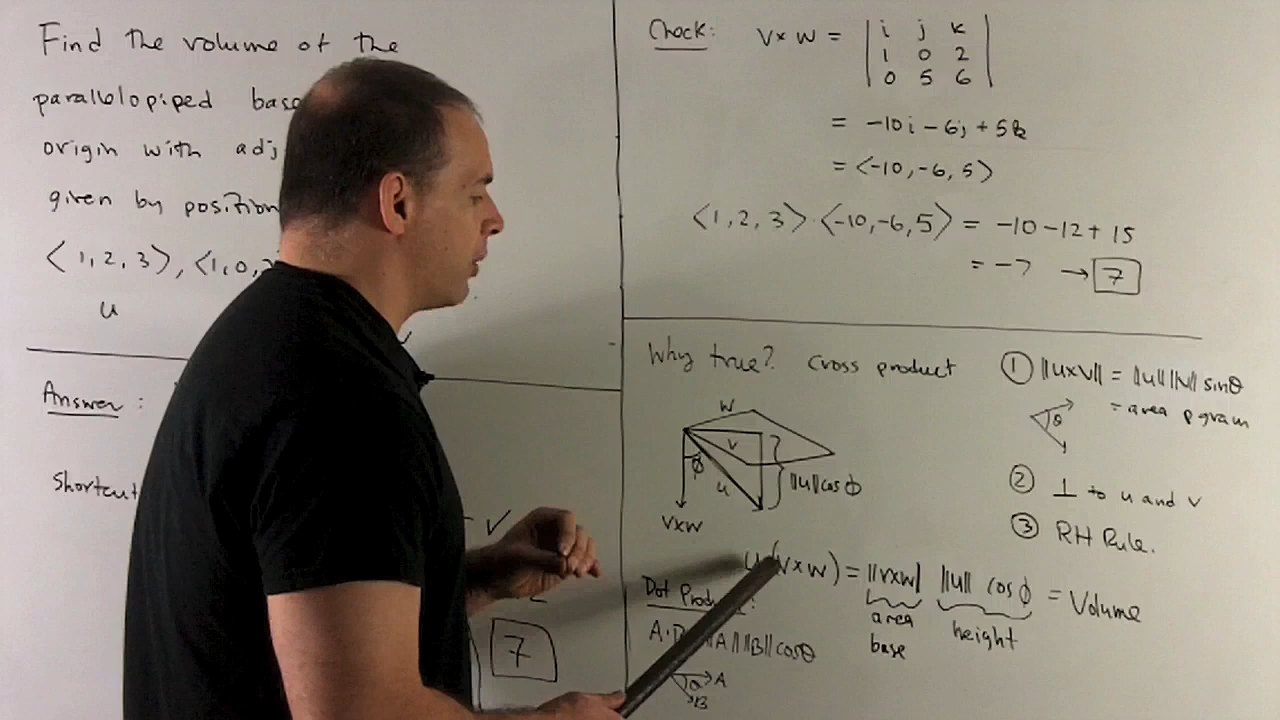 Find the volume of the
parallelopiped base
origin with adj
given by position
⟨1, 2, 3⟩, ⟨1, 0,
u
Answer :
Shortcut
7
Check: v×w = | i j k |
| 1 0 2 |
| 0 5 6 |
= -10i - 6j + 5k
= ⟨-10, -6, 5⟩
⟨1, 2, 3⟩ · ⟨-10, -6, 5⟩ = -10 - 12 + 15
= -7 → 7
Why true? Cross product
① ||u×v|| = ||u|| ||v|| sinθ
= area pgram
θ
② ⊥ to u and v
③ RH Rule.
w
v
φ
u
||u|| cos φ
v×w
u·(v×w) = ||v×w|| ||u|| cos φ = Volume
area
base
height
Dot Product:
||A|| ||B|| cosθ
θ A
B